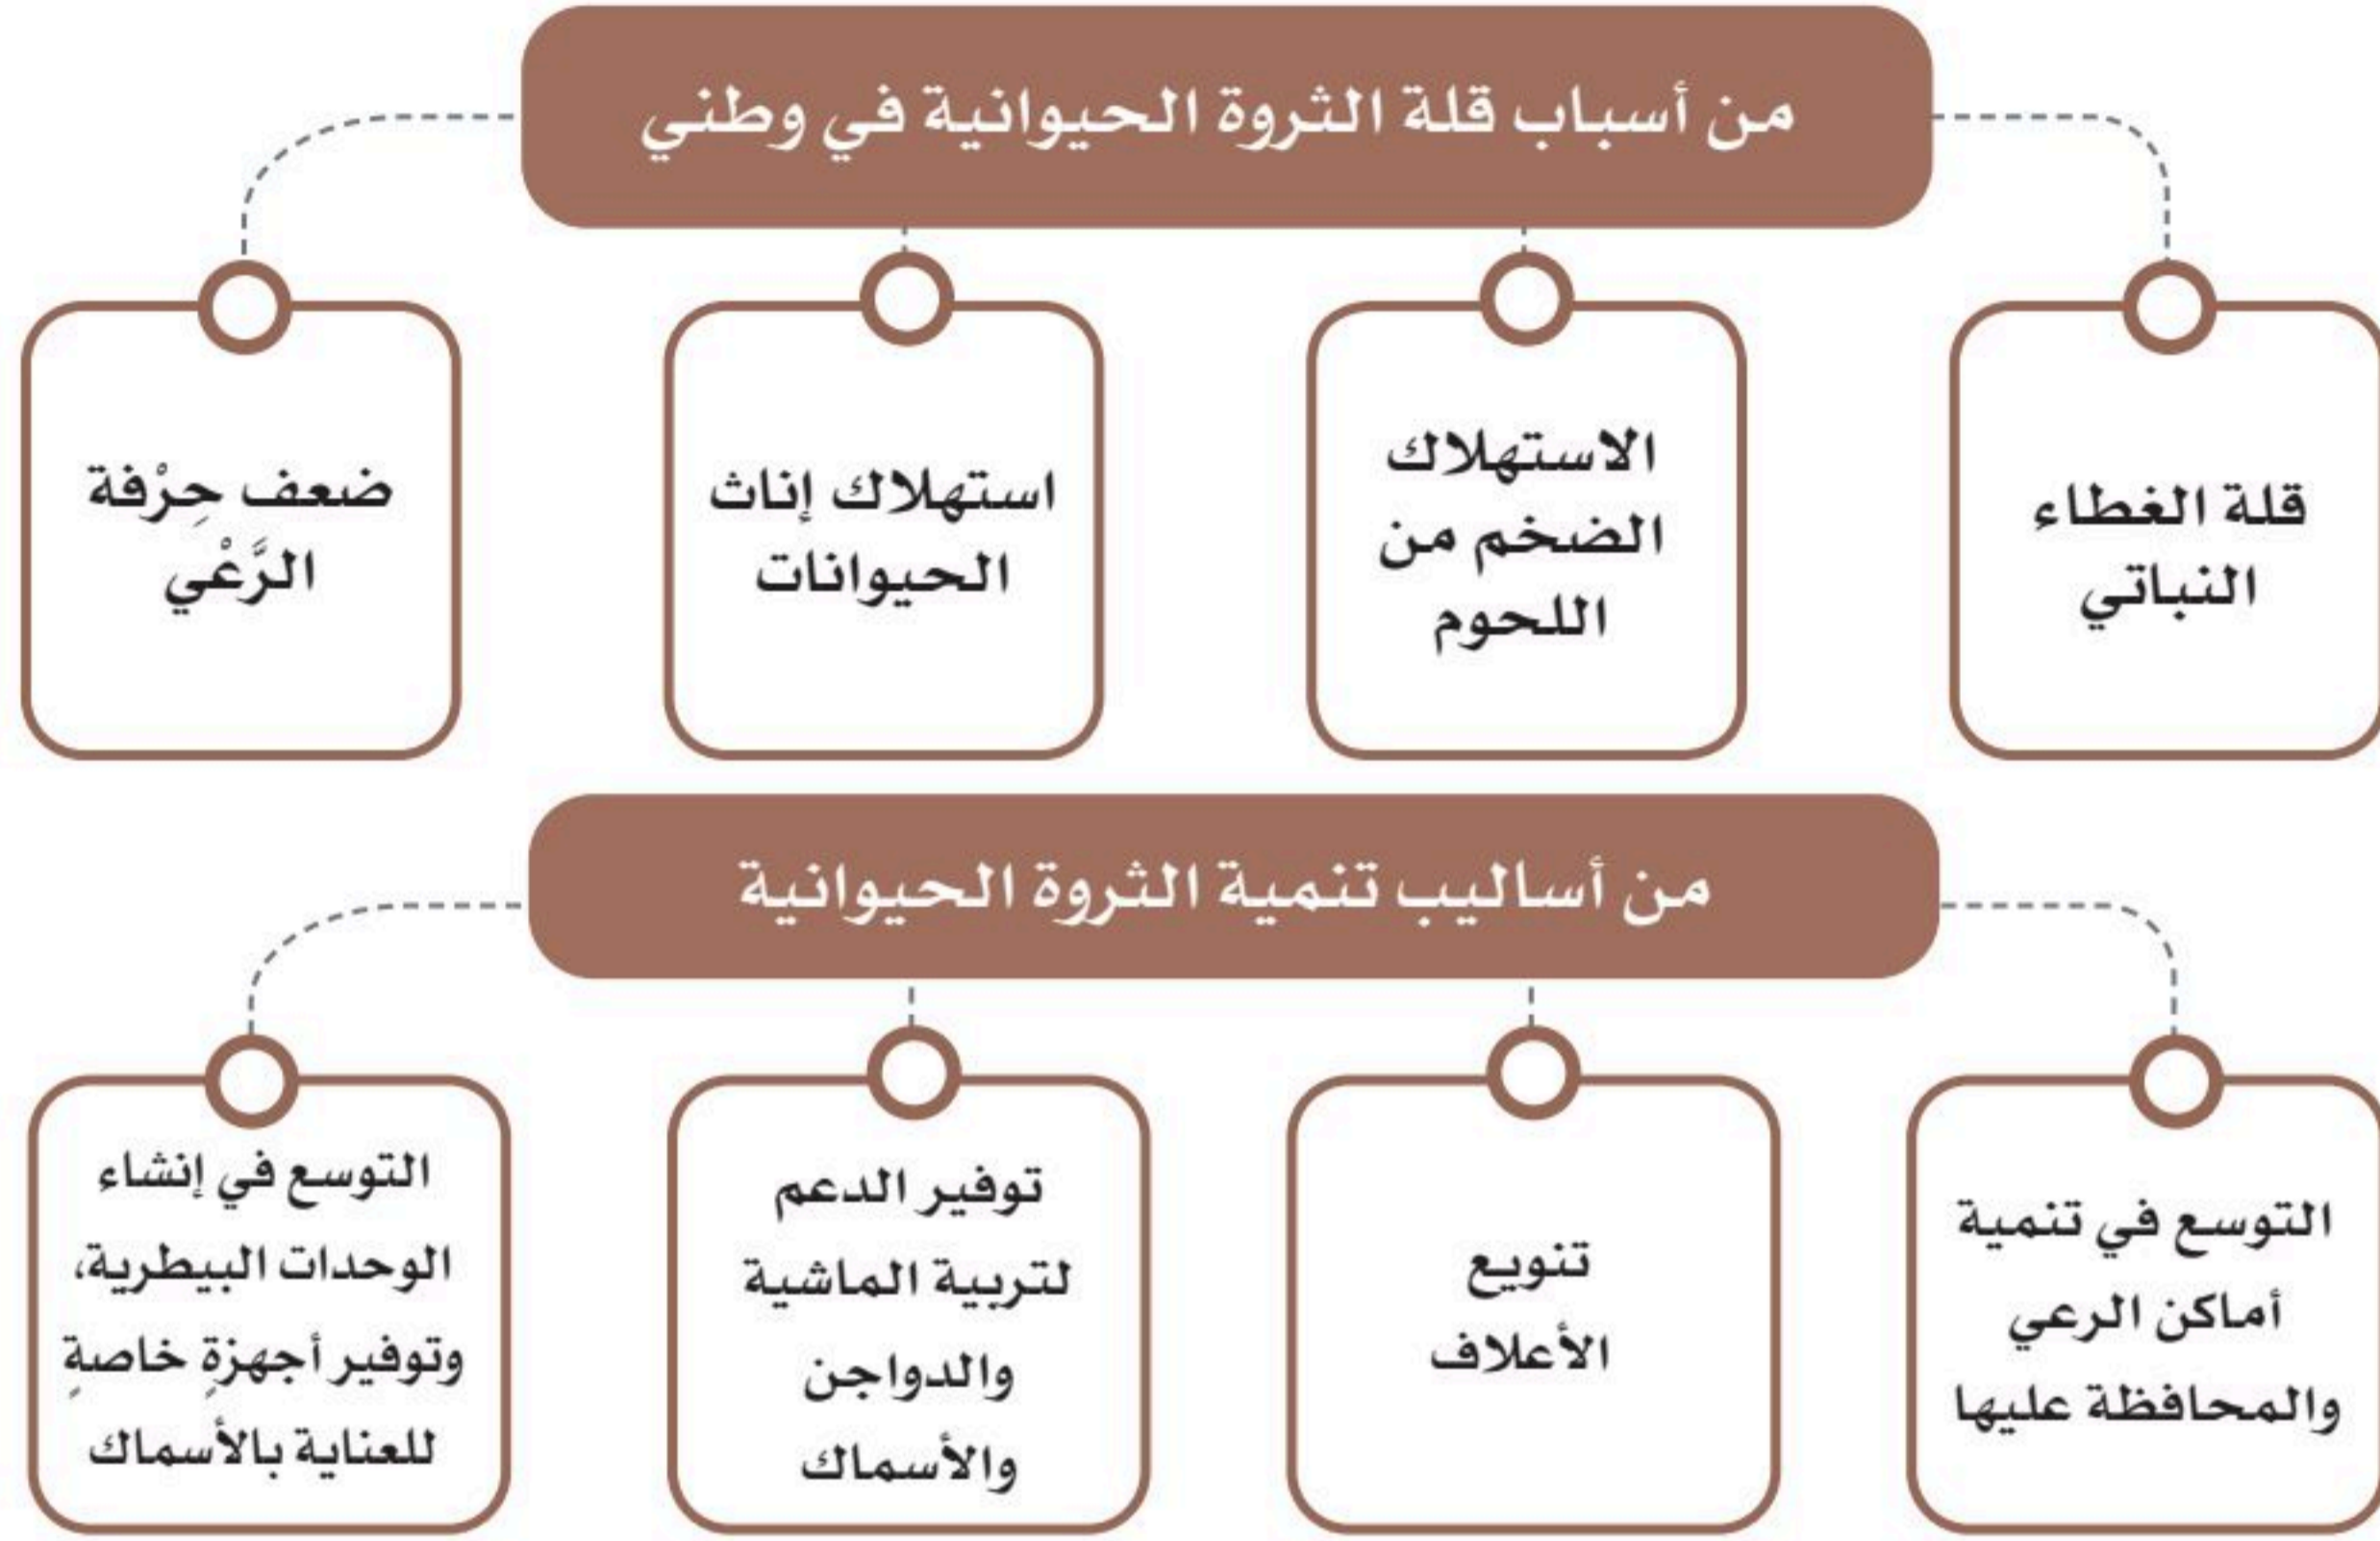 من أسباب قلة الثروة الحيوانية في وطني
قلة الغطاء
النباتي
الاستهلاك
الضخم من
اللحوم
استهلاك إناث
الحيوانات
ضعف حِرْفة
الرَّعْي
من أساليب تنمية الثروة الحيوانية
التوسع في تنمية
أماكن الرعي
والمحافظة عليها
تنويع
الأعلاف
توفير الدعم
لتربية الماشية
والدواجن
والأسماك
التوسع في إنشاء
الوحدات البيطرية،
وتوفير أجهزةٍ خاصةٍ
للعناية بالأسماك